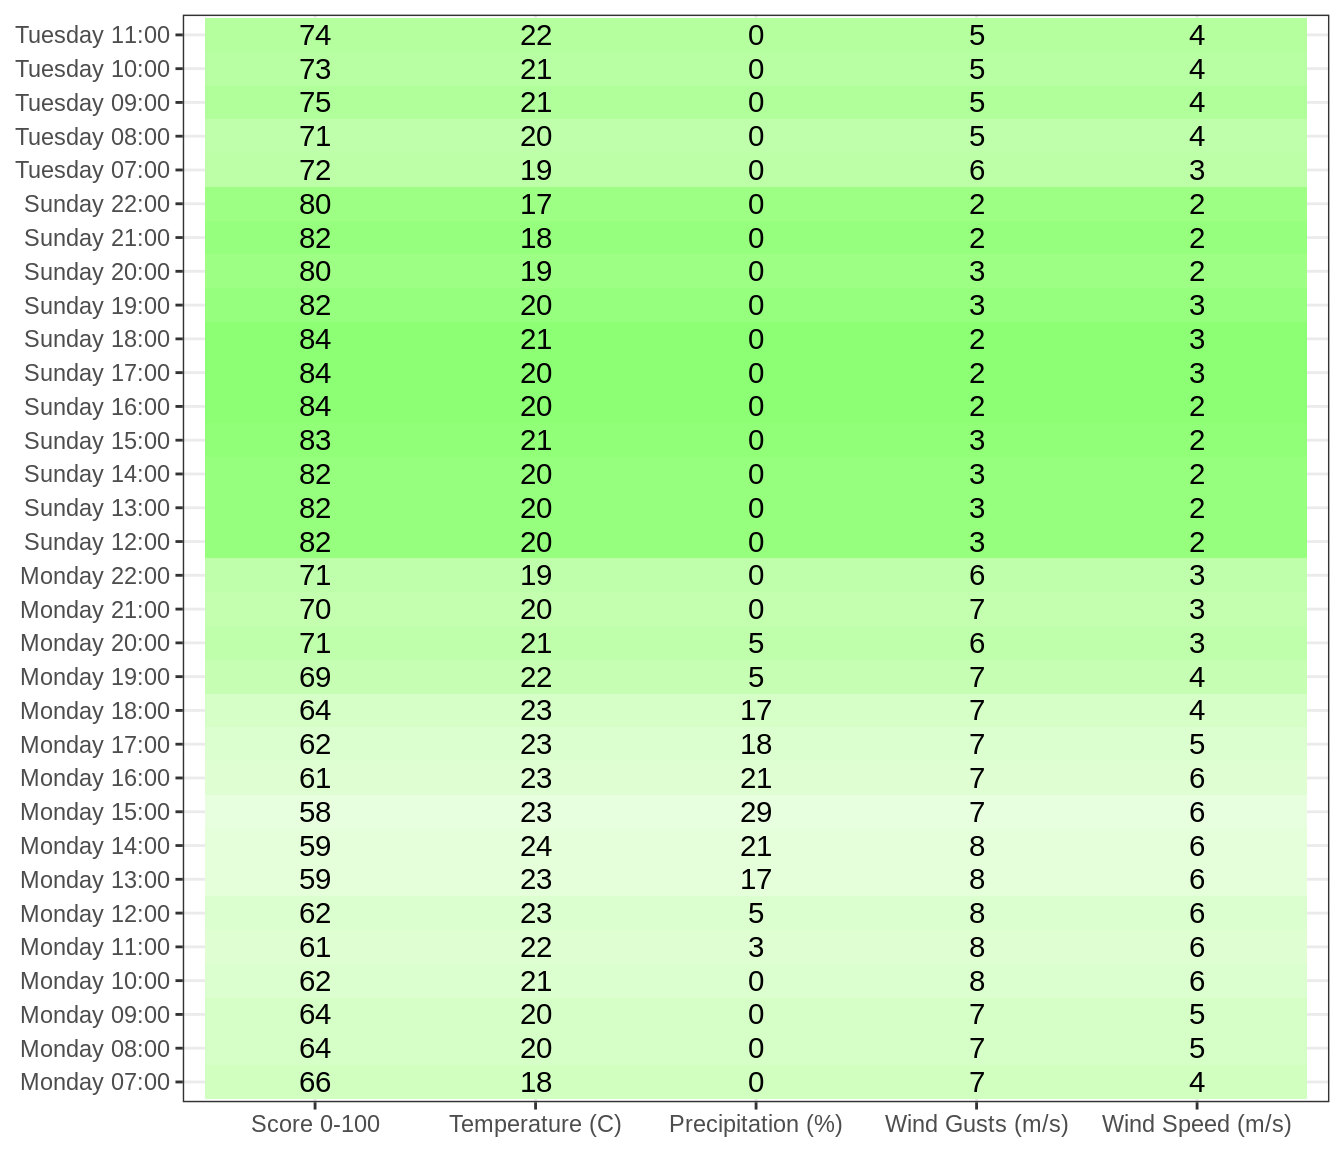 Tuesday 11:00 74 22 0 5 4
Tuesday 10:00 73 21 0 5 4
Tuesday 09:00 75 21 0 5 4
Tuesday 08:00 71 20 0 5 4
Tuesday 07:00 72 19 0 6 3
Sunday 22:00 80 17 0 2 2
Sunday 21:00 82 18 0 2 2
Sunday 20:00 80 19 0 3 2
Sunday 19:00 82 20 0 3 3
Sunday 18:00 84 21 0 2 3
Sunday 17:00 84 20 0 2 3
Sunday 16:00 84 20 0 2 2
Sunday 15:00 83 21 0 3 2
Sunday 14:00 82 20 0 3 2
Sunday 13:00 82 20 0 3 2
Sunday 12:00 82 20 0 3 2
Monday 22:00 71 19 0 6 3
Monday 21:00 70 20 0 7 3
Monday 20:00 71 21 5 6 3
Monday 19:00 69 22 5 7 4
Monday 18:00 64 23 17 7 4
Monday 17:00 62 23 18 7 5
Monday 16:00 61 23 21 7 6
Monday 15:00 58 23 29 7 6
Monday 14:00 59 24 21 8 6
Monday 13:00 59 23 17 8 6
Monday 12:00 62 23 5 8 6
Monday 11:00 61 22 3 8 6
Monday 10:00 62 21 0 8 6
Monday 09:00 64 20 0 7 5
Monday 08:00 64 20 0 7 5
Monday 07:00 66 18 0 7 4
Score 0-100 Temperature (C) Precipitation (%) Wind Gusts (m/s) Wind Speed (m/s)